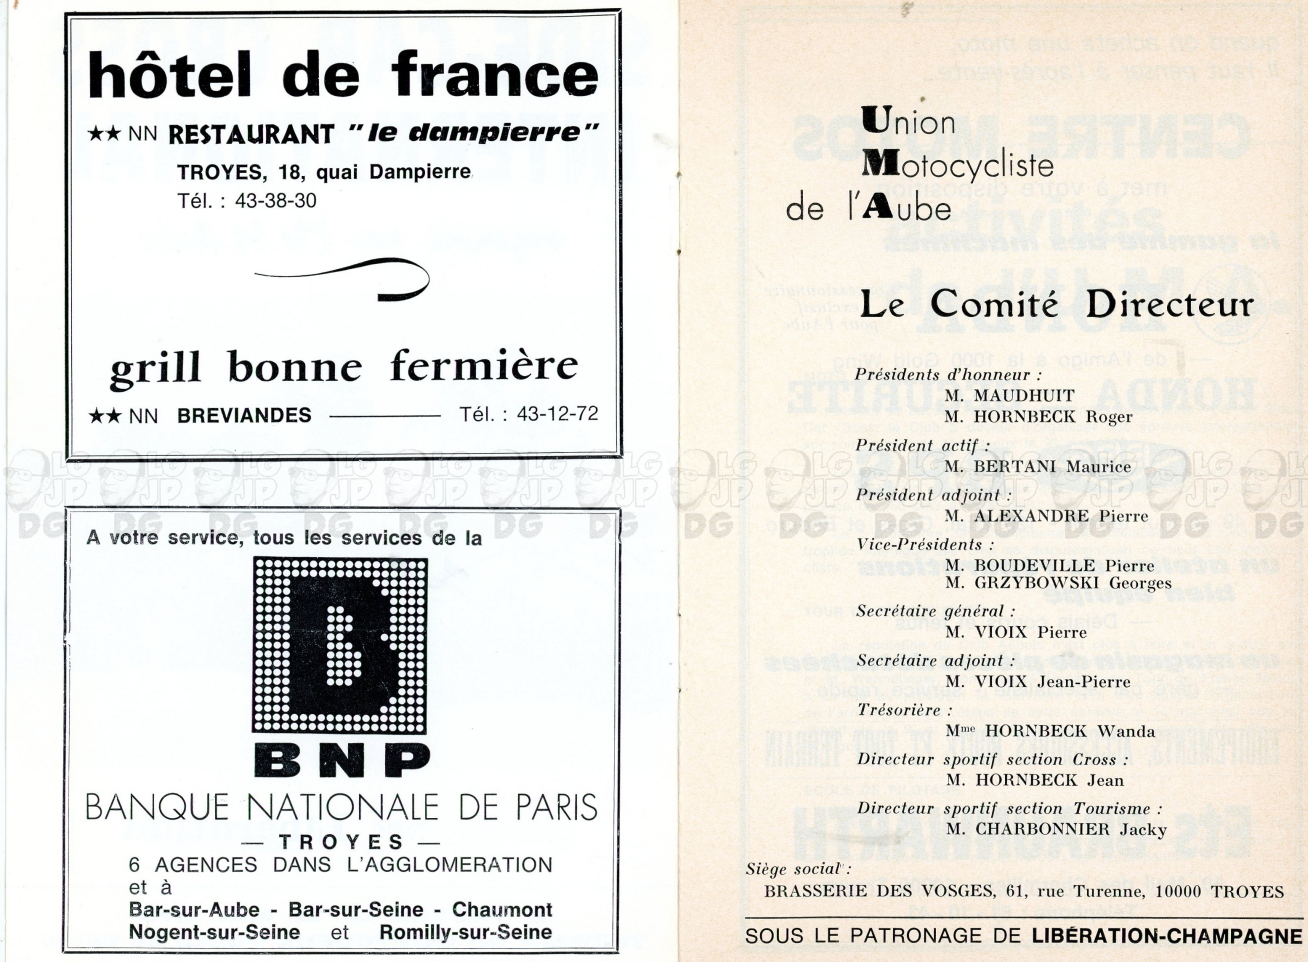 hôtel de france
★★ NN RESTAURANT "le dampierre"
TROYES, 18, quai Dampierre
Tél. : 43-38-30
grill bonne fermière
★★ NN BREVIANDES ——— Tél. : 43-12-72
A votre service, tous les services de la
B
BNP
BANQUE NATIONALE DE PARIS
— TROYES —
6 AGENCES DANS L'AGGLOMERATION
et à
Bar-sur-Aube - Bar-sur-Seine - Chaumont
Nogent-sur-Seine et Romilly-sur-Seine
Union
Motocycliste
de l'Aube
Le Comité Directeur
Présidents d'honneur :
M. MAUDHUIT
M. HORNBECK Roger
Président actif :
M. BERTANI Maurice
Président adjoint :
M. ALEXANDRE Pierre
Vice-Présidents :
M. BOUDEVILLE Pierre
M. GRZYBOWSKI Georges
Secrétaire général :
M. VIOIX Pierre
Secrétaire adjoint :
M. VIOIX Jean-Pierre
Trésorière :
Mme HORNBECK Wanda
Directeur sportif section Cross :
M. HORNBECK Jean
Directeur sportif section Tourisme :
M. CHARBONNIER Jacky
Siège social :
BRASSERIE DES VOSGES, 61, rue Turenne, 10000 TROYES
SOUS LE PATRONAGE DE LIBÉRATION-CHAMPAGNE